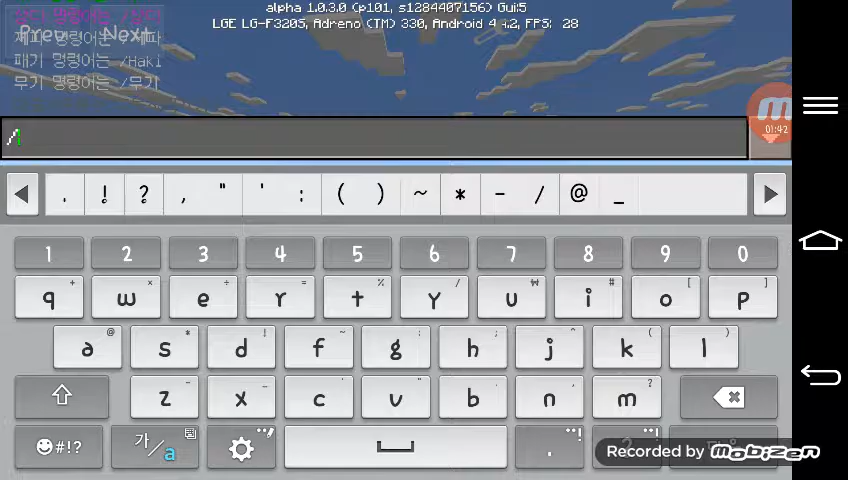 alpha 1.0.3.0 (p101, s1284407156) Gui:5
LGE LG-F320S, Adreno (TM) 330, Android 4.4.2, FPS: 28
Prev Next
패기 명령어는 /Haki
무기 명령어는 /무기
/
01:42
. ! ? , " ' : ( ) ~ * - / @ _
1 2 3 4 5 6 7 8 9 0
q w e r t y u i o p
a s d f g h j k l
z x c v b n m
#!? 가/a .
Recorded by Mobizen